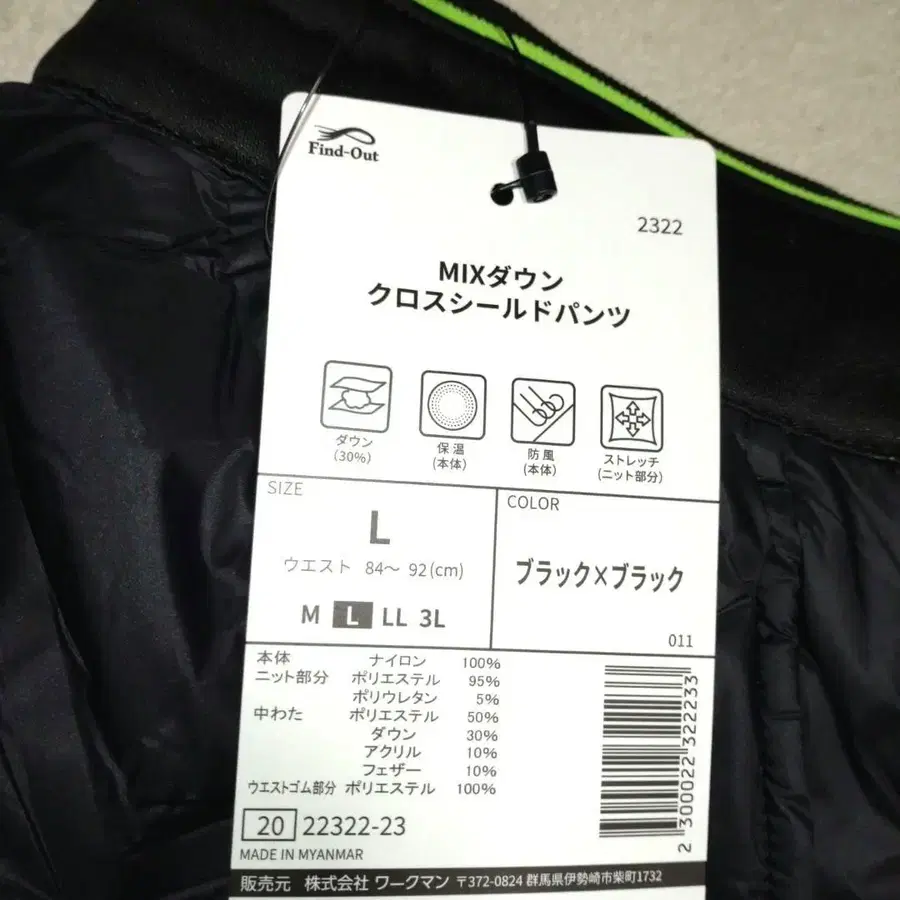 Find-Out
2322
MIXダウン
クロスシールドパンツ
ダウン
(30%)
保温
(本体)
防風
(本体)
ストレッチ
(ニット部分)
SIZE
L
ウエスト 84～ 92(cm)
M L LL 3L
COLOR
ブラック×ブラック
011
本体 ナイロン 100%
ニット部分 ポリエステル 95%
ポリウレタン 5%
中わた ポリエステル 50%
ダウン 30%
アクリル 10%
フェザー 10%
ウエストゴム部分 ポリエステル 100%
20 22322-23
MADE IN MYANMAR
2 300022 322233
販売元 株式会社 ワークマン 〒372-0824 群馬県伊勢崎市柴町1732